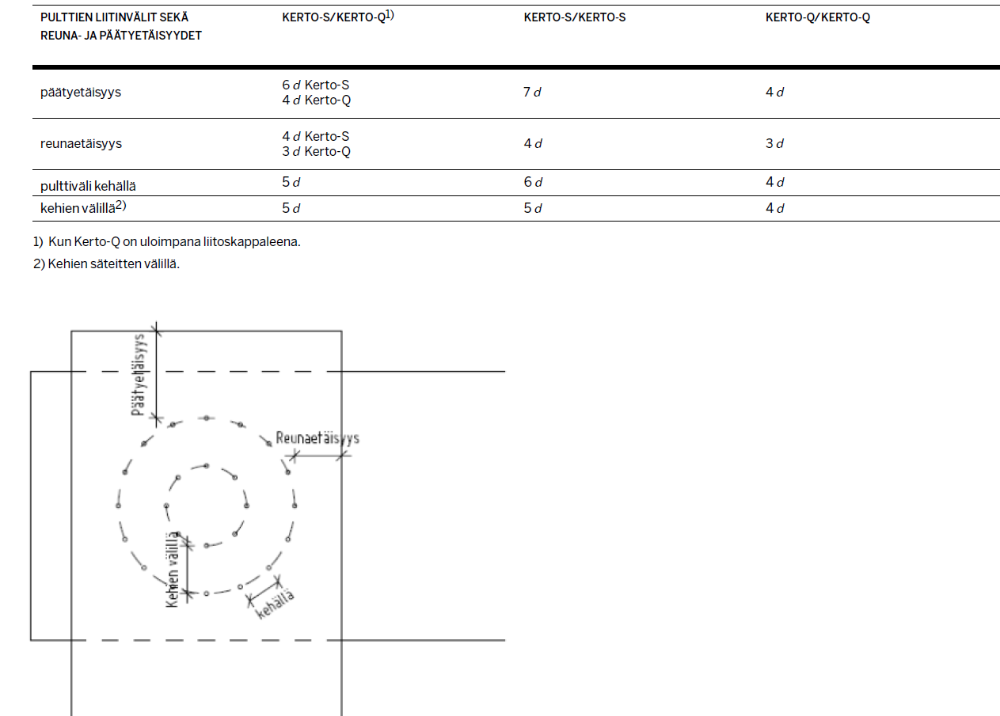 PULTTIEN LIITINVÄLIT SEKÄ REUNA- JA PÄÄTYETÄISYYDET KERTO-S/KERTO-Q1) KERTO-S/KERTO-S KERTO-Q/KERTO-Q
päätyetäisyys 6 d Kerto-S 4 d Kerto-Q 7 d 4 d
reunaetäisyys 4 d Kerto-S 3 d Kerto-Q 4 d 3 d
pulttiväli kehällä 5 d 6 d 4 d
kehien välillä2) 5 d 5 d 4 d
1) Kun Kerto-Q on uloimpana liitoskappaleena.
2) Kehien säteitten välillä.
Päätyetäisyys
Reunaetäisyys
Kehien välillä
kehällä